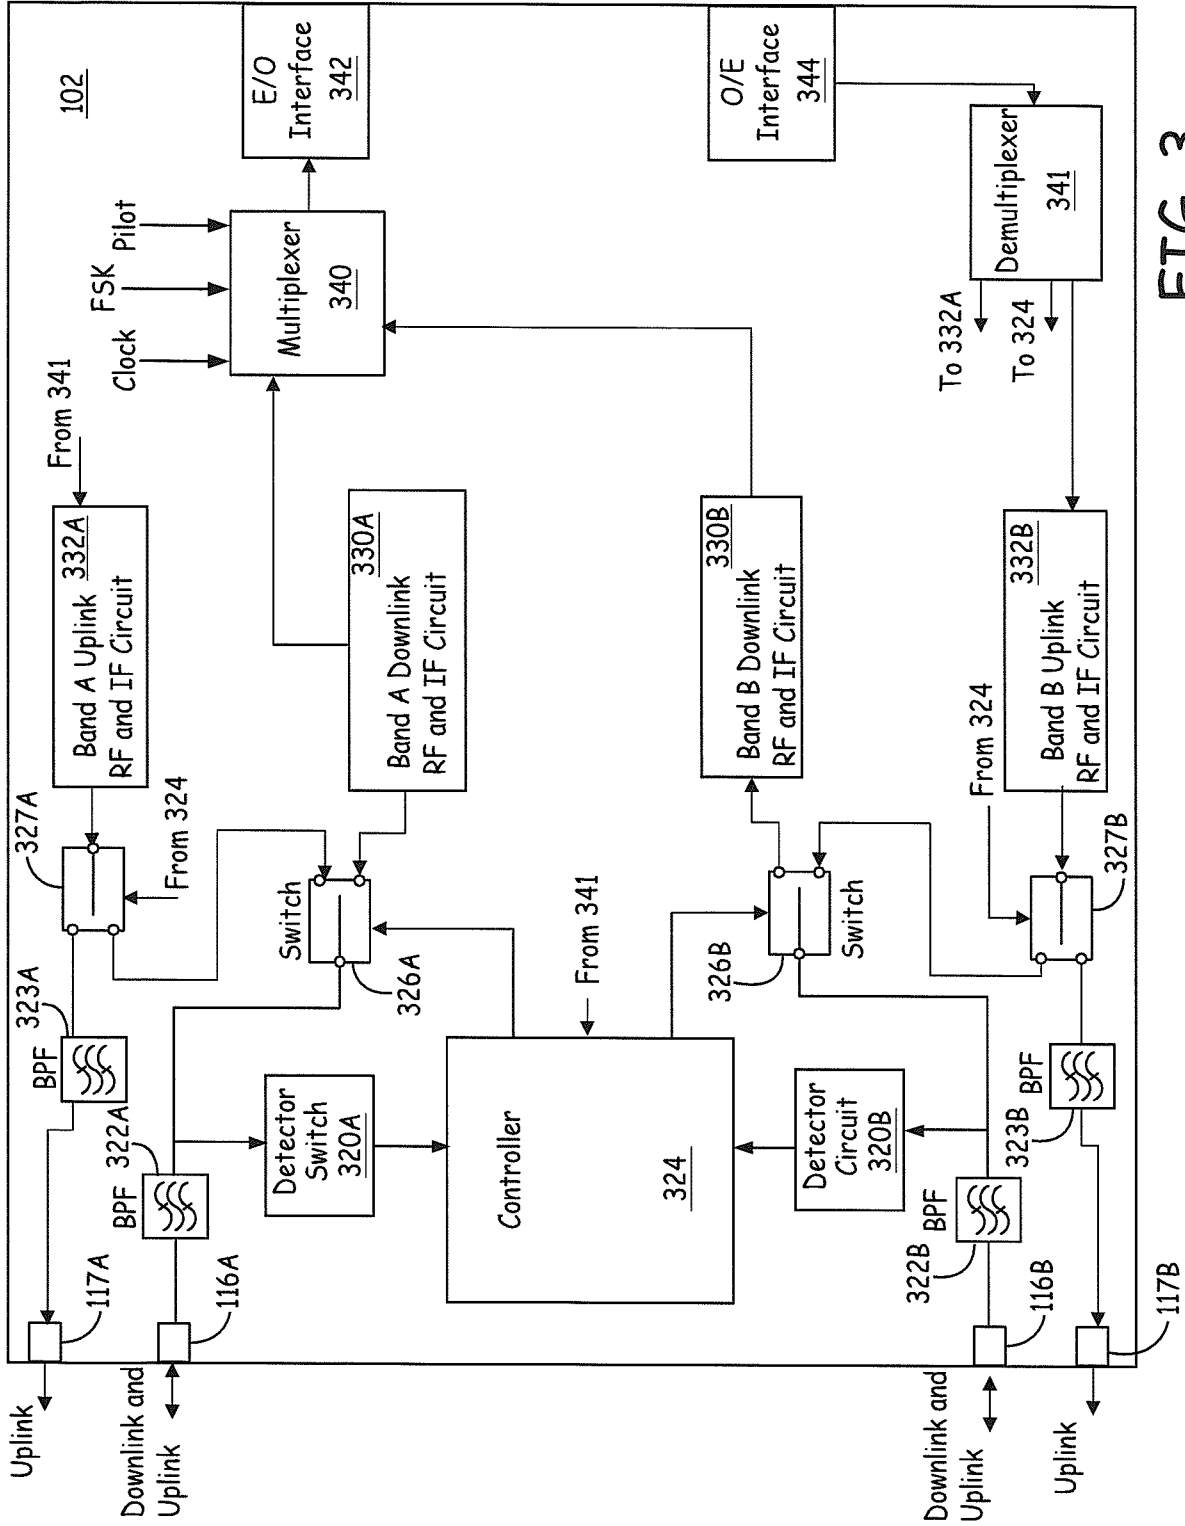 Uplink
117A
323A
BPF
327A
From 324
Band A Uplink
332A
RF and IF Circuit
From 341
102
Downlink and
Uplink
116A
BPF
322A
Clock
FSK
Pilot
Detector
Switch
320A
Switch
326A
Band A Downlink
330A
RF and IF Circuit
Multiplexer
340
E/O
Interface
342
Controller
324
From 341
Detector
Circuit
320B
326B
Switch
Band B Downlink
330B
RF and IF Circuit
O/E
Interface
344
Downlink and
Uplink
116B
322B
BPF
323B
BPF
From 324
327B
Band B Uplink
332B
RF and IF Circuit
To 332A
To 324
Demultiplexer
341
Uplink
117B
FIG 3